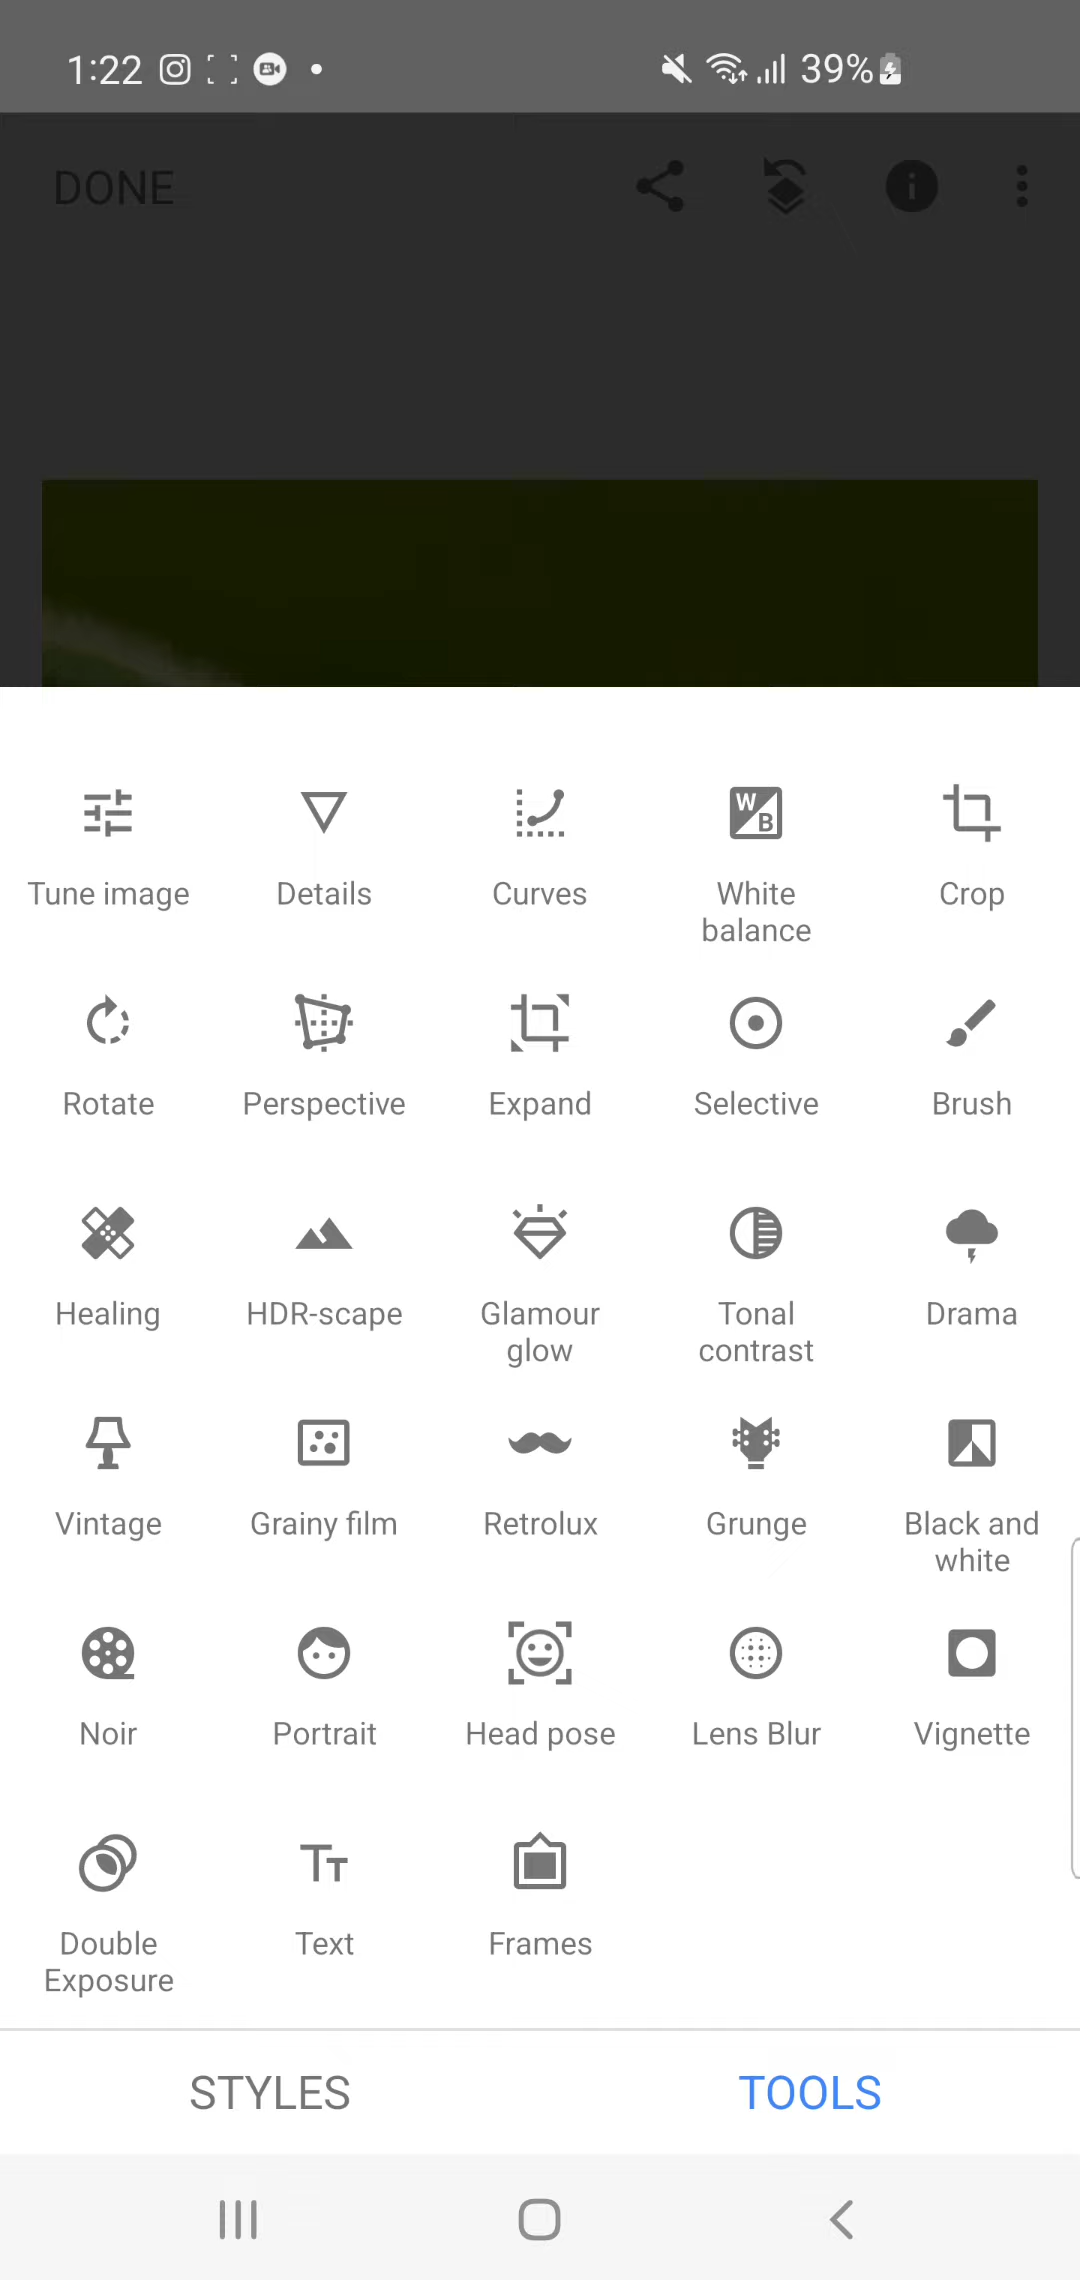 1:22 39%
DONE
Tune image Details Curves White balance Crop
Rotate Perspective Expand Selective Brush
Healing HDR-scape Glamour glow Tonal contrast Drama
Vintage Grainy film Retrolux Grunge Black and white
Noir Portrait Head pose Lens Blur Vignette
Double Exposure Text Frames
STYLES TOOLS